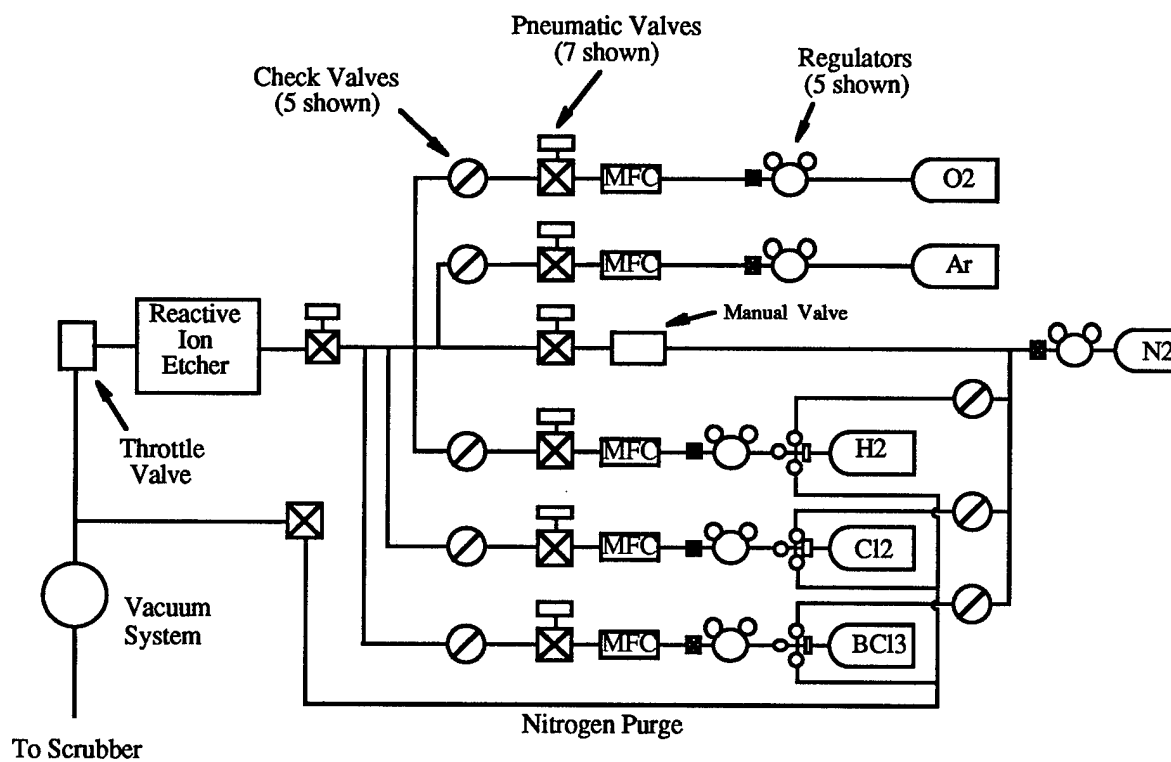 Pneumatic Valves
(7 shown)
Regulators
(5 shown)
Check Valves
(5 shown)
MFC
O2
MFC
Ar
Manual Valve
Reactive
Ion
Etcher
N2
Throttle
Valve
MFC
H2
MFC
Cl2
Vacuum
System
MFC
BCl3
Nitrogen Purge
To Scrubber